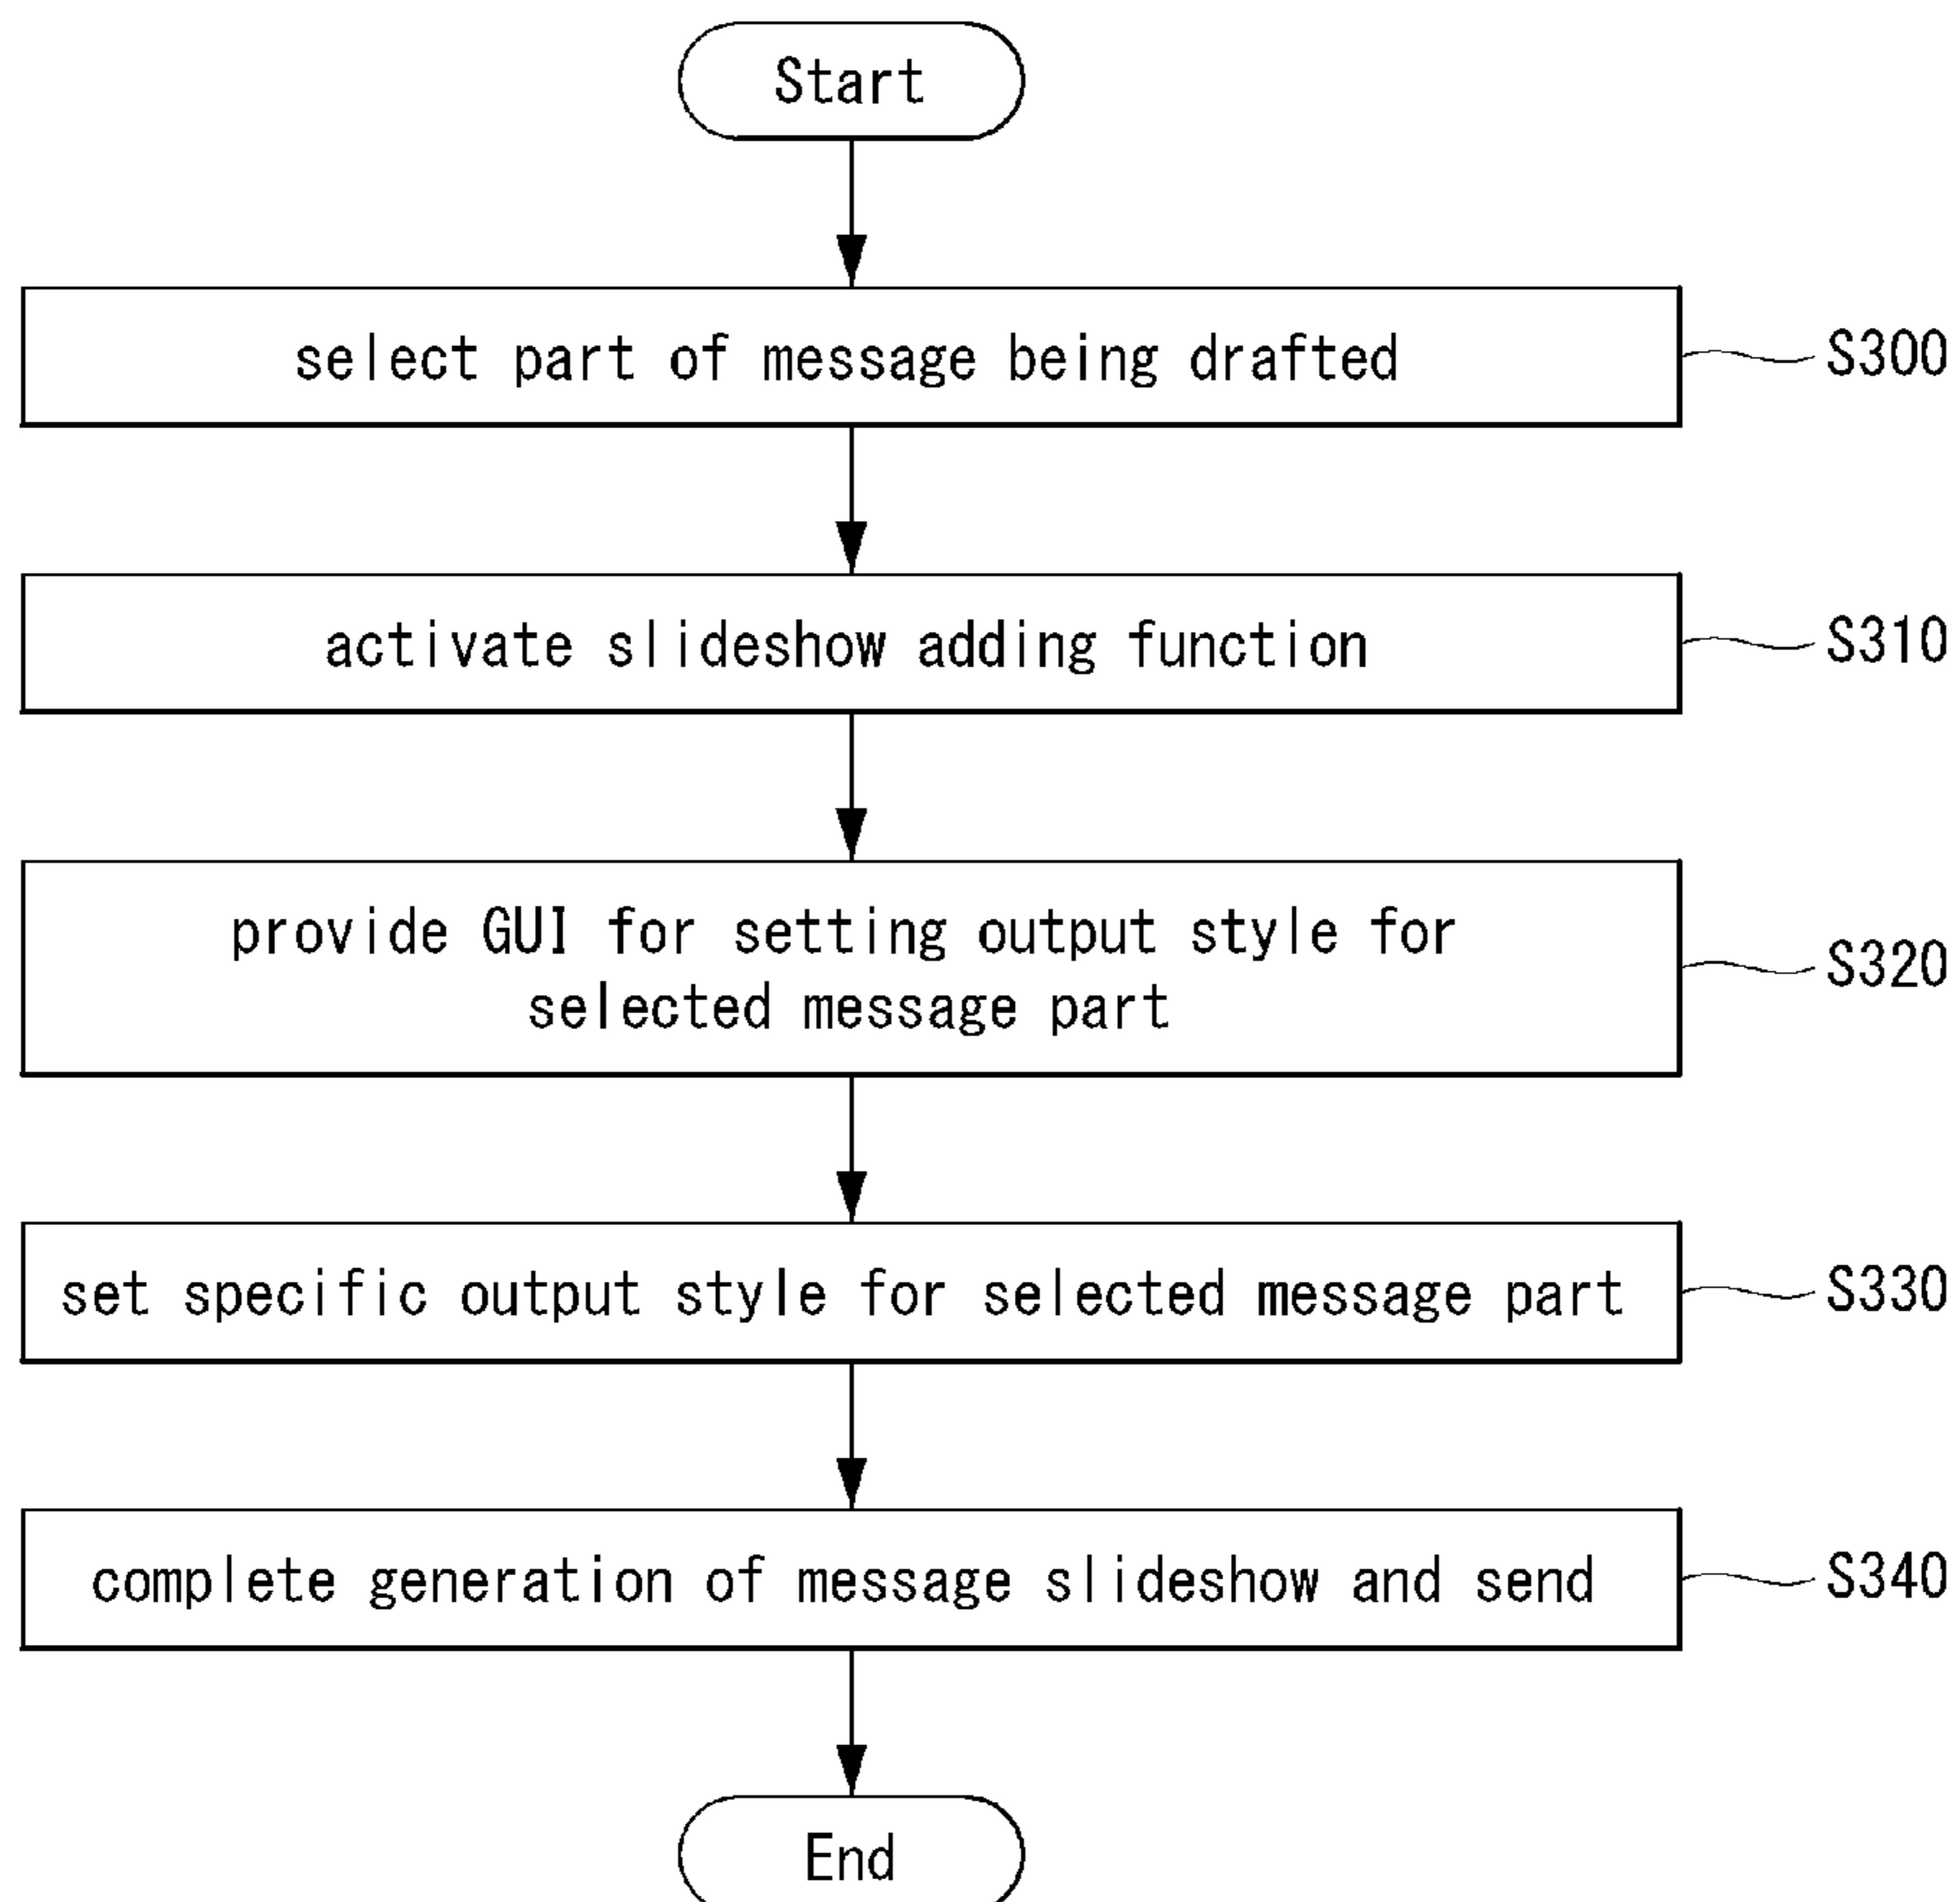 Start
select part of message being drafted
S300
activate slideshow adding function
S310
provide GUI for setting output style for
selected message part
S320
set specific output style for selected message part
S330
complete generation of message slideshow and send
S340
End